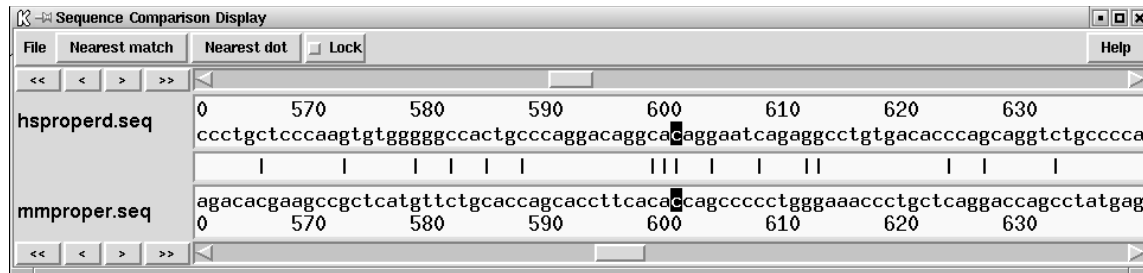 Sequence Comparison Display
File Nearest match Nearest dot Lock Help
<< < > >>
hsproperd.seq
0 570 580 590 600 610 620 630
ccctgctcccaagtgtgggggccactgcccaggacaggcacaggaatcagaggcctgtgacacccagcaggtctgcccca
mmproper.seq
agacacgaagccgctcatgttctgcaccagcaccttcacaccagccccctgggaaaccctgctcaggaccagcctatgag
0 570 580 590 600 610 620 630
<< < > >>